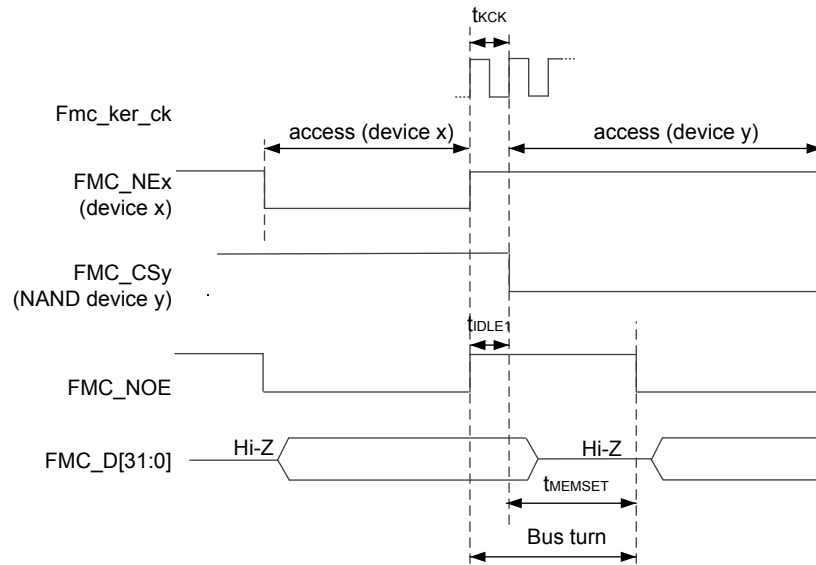 tKCK
Fmc_ker_ck
access (device x)
access (device y)
FMC_NEx
(device x)
FMC_CSy
(NAND device y)
tIDLE1
FMC_NOE
FMC_D[31:0]
Hi-Z
Hi-Z
tMEMSET
Bus turn